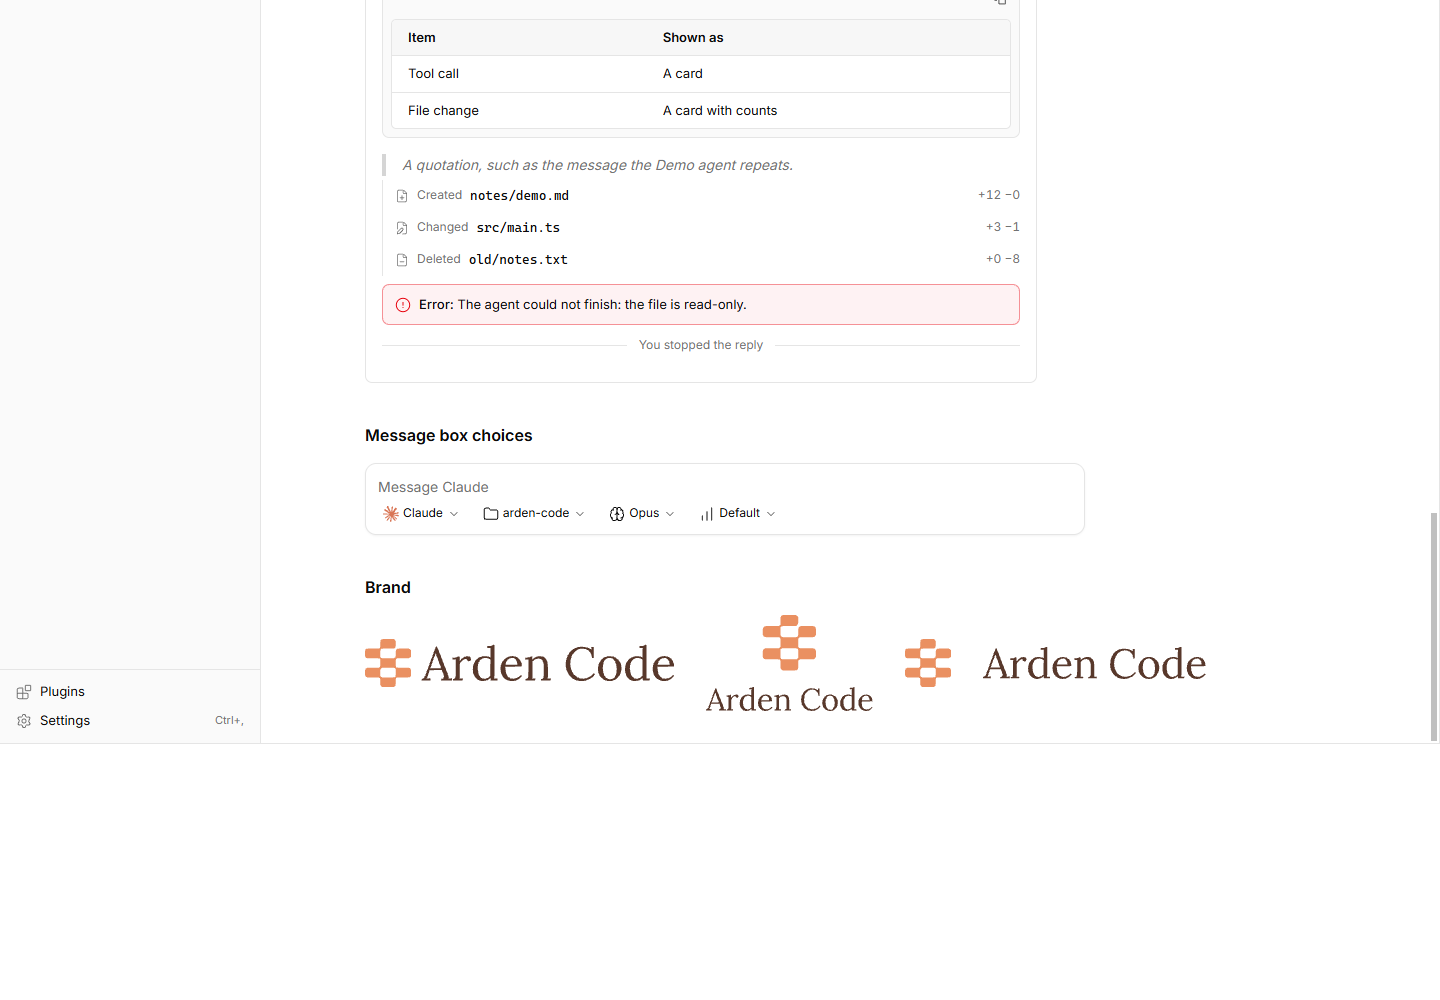 Item Shown as
Tool call A card
File change A card with counts
A quotation, such as the message the Demo agent repeats.
Created notes/demo.md +12 −0
Changed src/main.ts +3 −1
Deleted old/notes.txt +0 −8
Error: The agent could not finish: the file is read-only.
You stopped the reply
Message box choices
Message Claude
Claude arden-code Opus Default
Brand
Arden Code
Arden Code
Arden Code
Plugins
Settings Ctrl+,